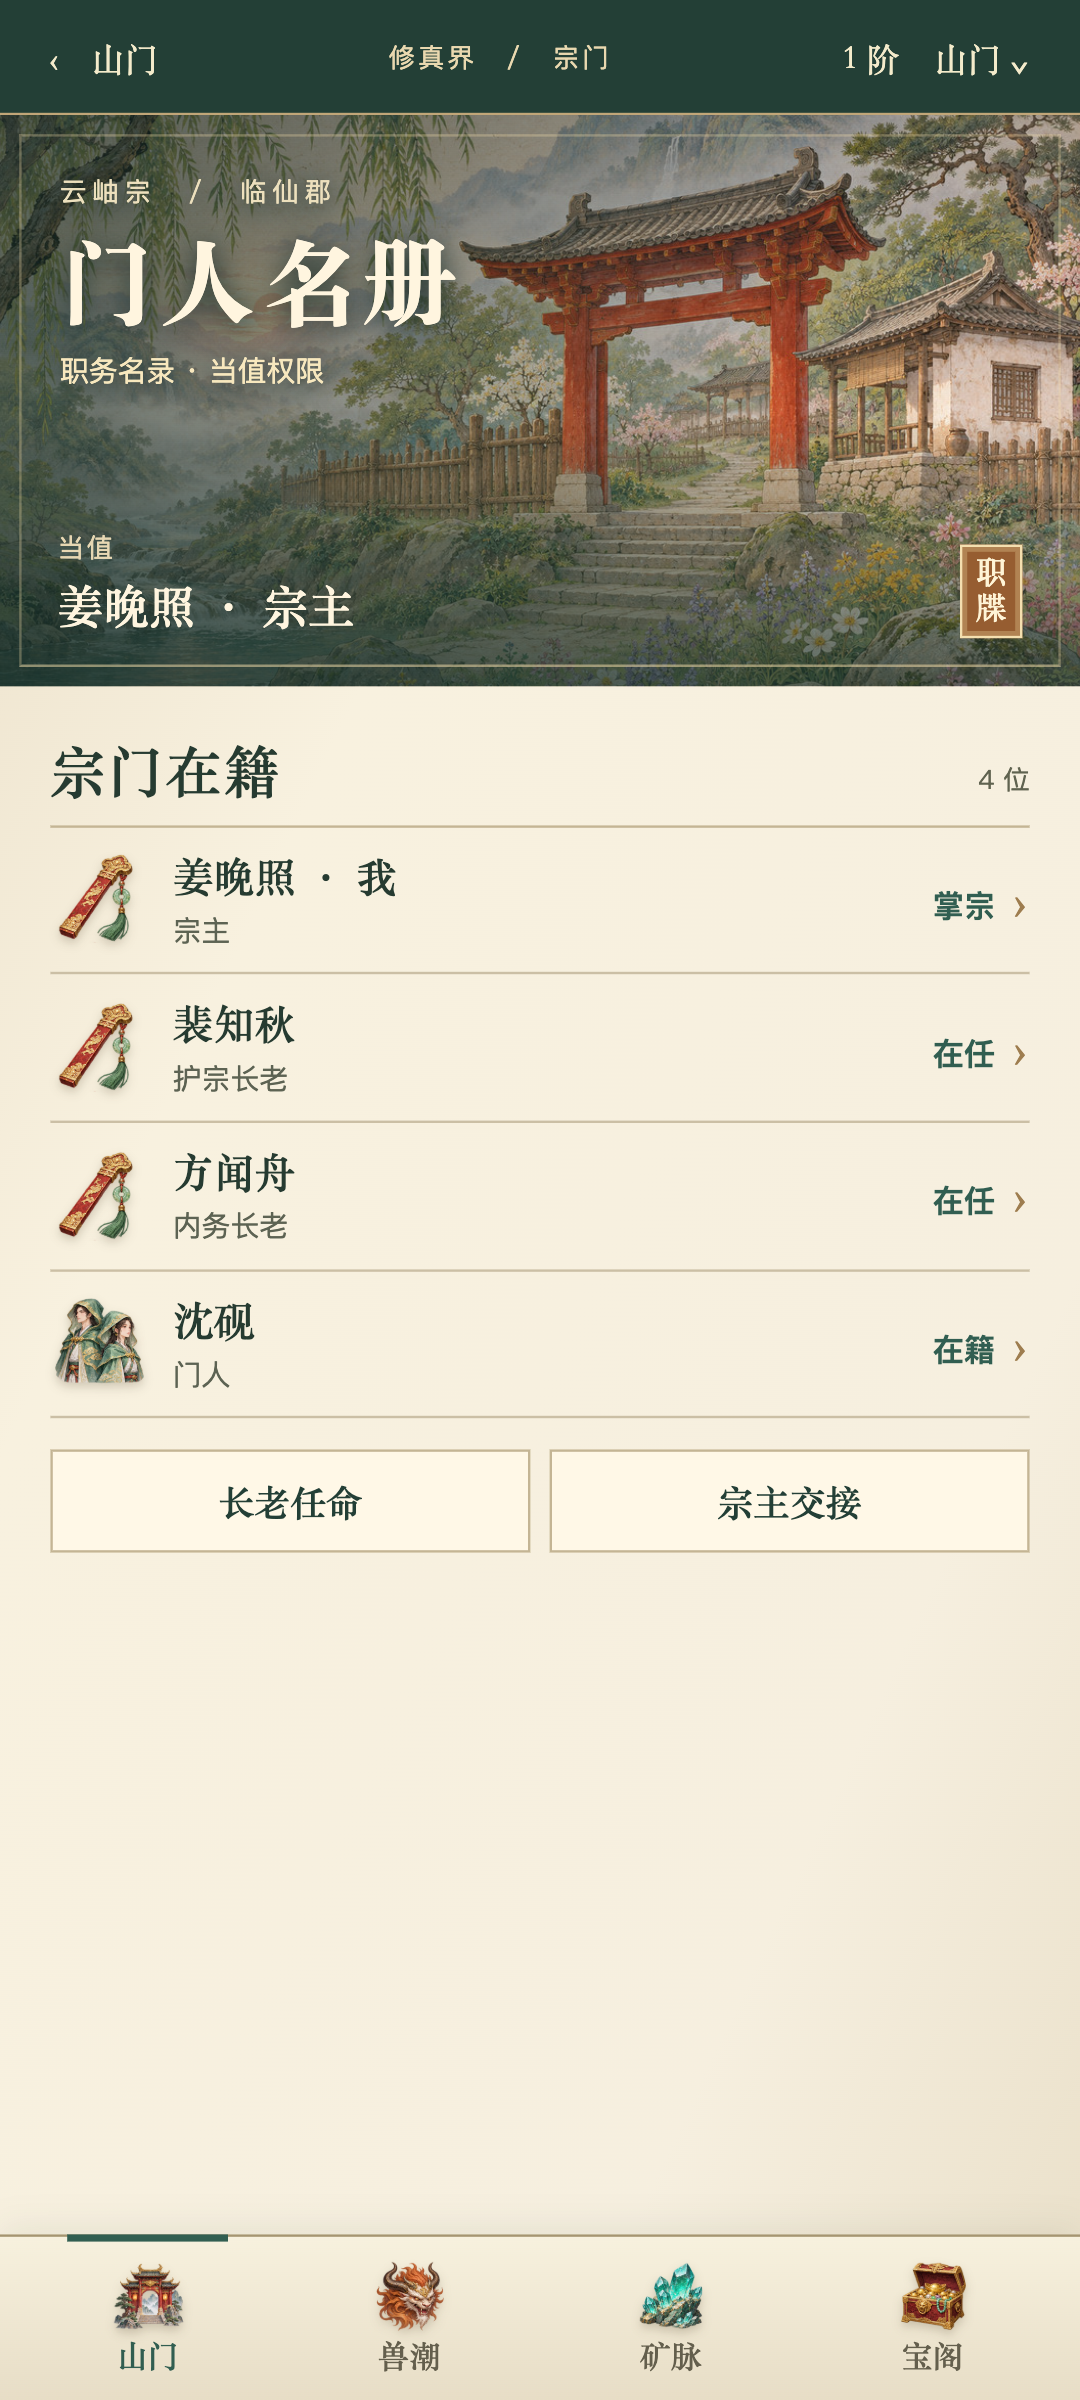 ‹ 山门 修真界 / 宗门 1 阶 山门
云岫宗 / 临仙郡
门人名册
职务名录 · 当值权限
当值
姜晚照 · 宗主
职牒
宗门在籍 4 位
姜晚照 · 我
宗主
掌宗 ›
裴知秋
护宗长老
在任 ›
方闻舟
内务长老
在任 ›
沈砚
门人
在籍 ›
长老任命 宗主交接
山门 兽潮 矿脉 宝阁